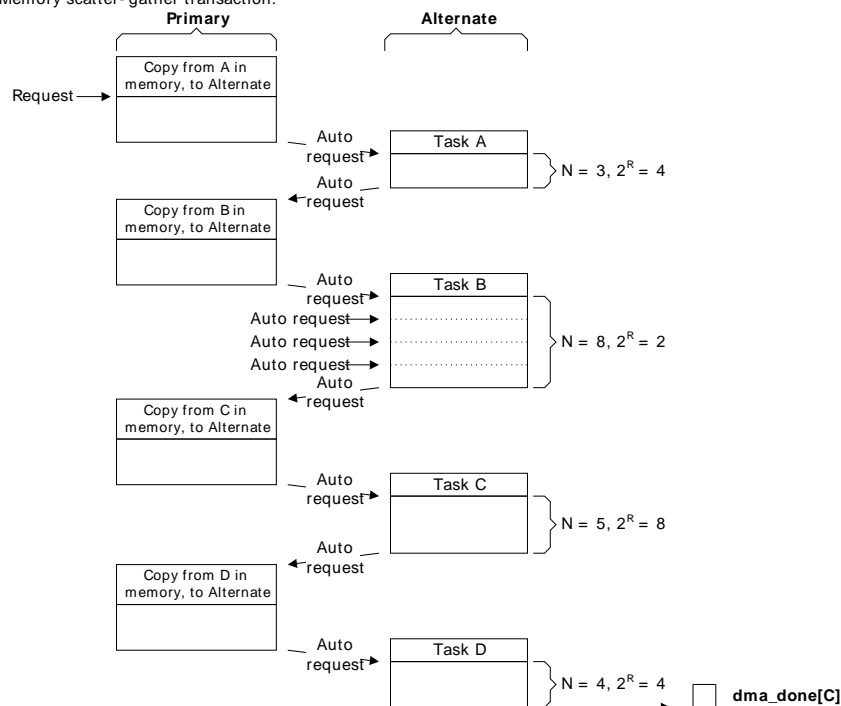 Memory scatter-gather transaction:
Primary
Alternate
Copy from A in
memory, to Alternate
Request
Auto
request
Task A
N = 3, 2^R = 4
Auto
request
Copy from B in
memory, to Alternate
Auto
request
Task B
Auto request
Auto request
Auto request
N = 8, 2^R = 2
Auto
request
Copy from C in
memory, to Alternate
Auto
request
Task C
N = 5, 2^R = 8
Auto
request
Copy from D in
memory, to Alternate
Auto
request
Task D
N = 4, 2^R = 4
dma_done[C]